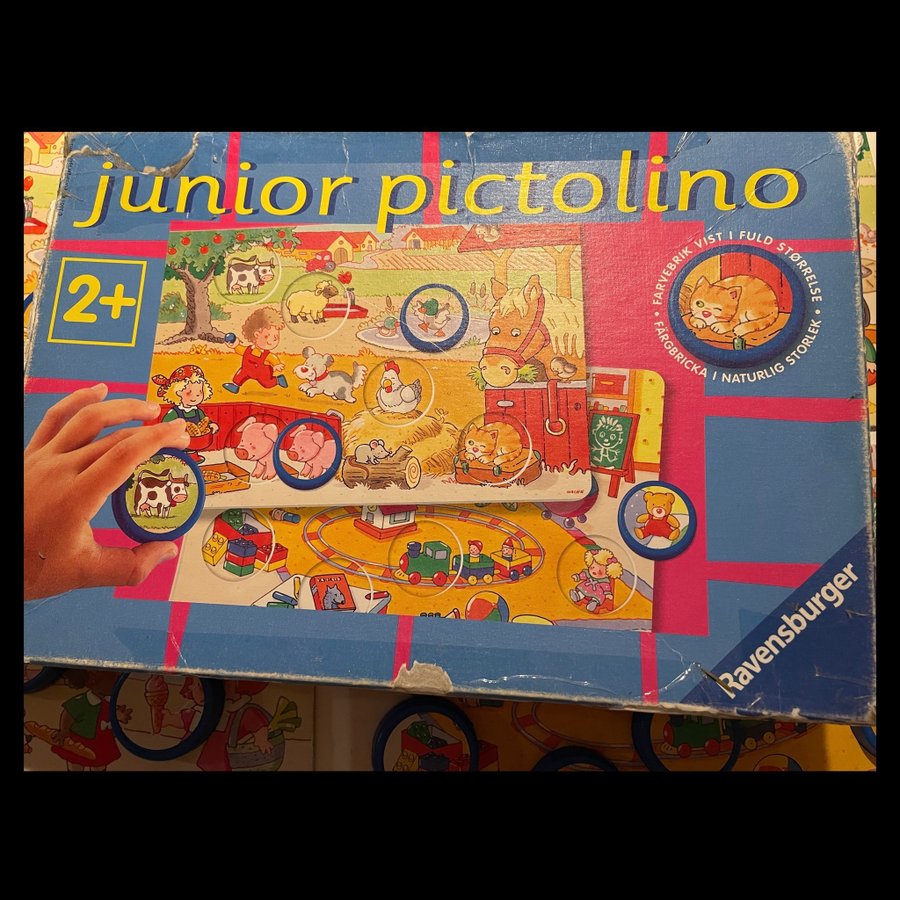 junior pictolino
2+
• FARVEBRIK VIST I FULD STØRRELSE •
FÄRGBRICKA I NATURLIG STORLEK
Ravensburger